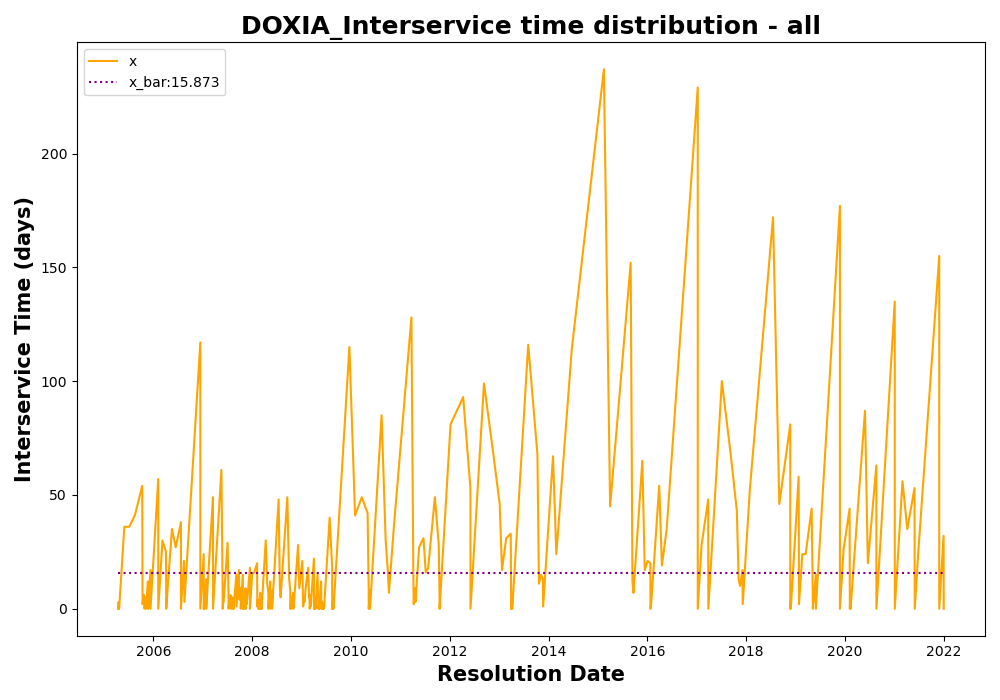 DOXIA_Interservice time distribution - all
x
x_bar:15.873
Interservice Time (days)
200
150
100
50
0
2006 2008 2010 2012 2014 2016 2018 2020 2022
Resolution Date